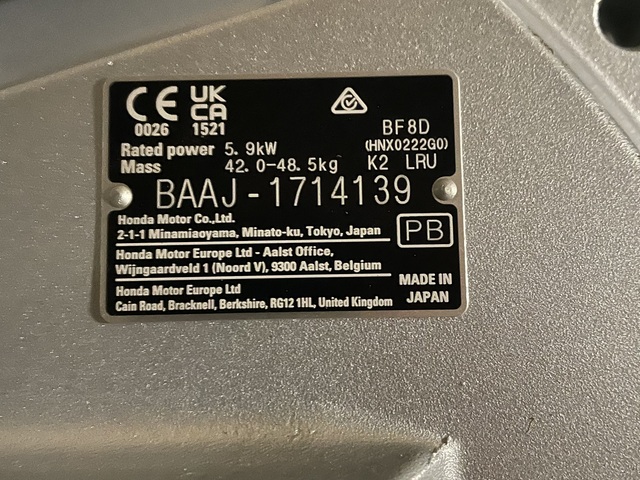 CE UK CA
0026 1521
BF8D
Rated power 5.9kW (HNX0222G0)
Mass 42.0-48.5kg K2 LRU
BAAJ-1714139
Honda Motor Co.,Ltd.
2-1-1 Minamiaoyama, Minato-ku, Tokyo, Japan
PB
Honda Motor Europe Ltd - Aalst Office,
Wijngaardveld 1 (Noord V), 9300 Aalst, Belgium
Honda Motor Europe Ltd
Cain Road, Bracknell, Berkshire, RG12 1HL, United Kingdom
MADE IN
JAPAN